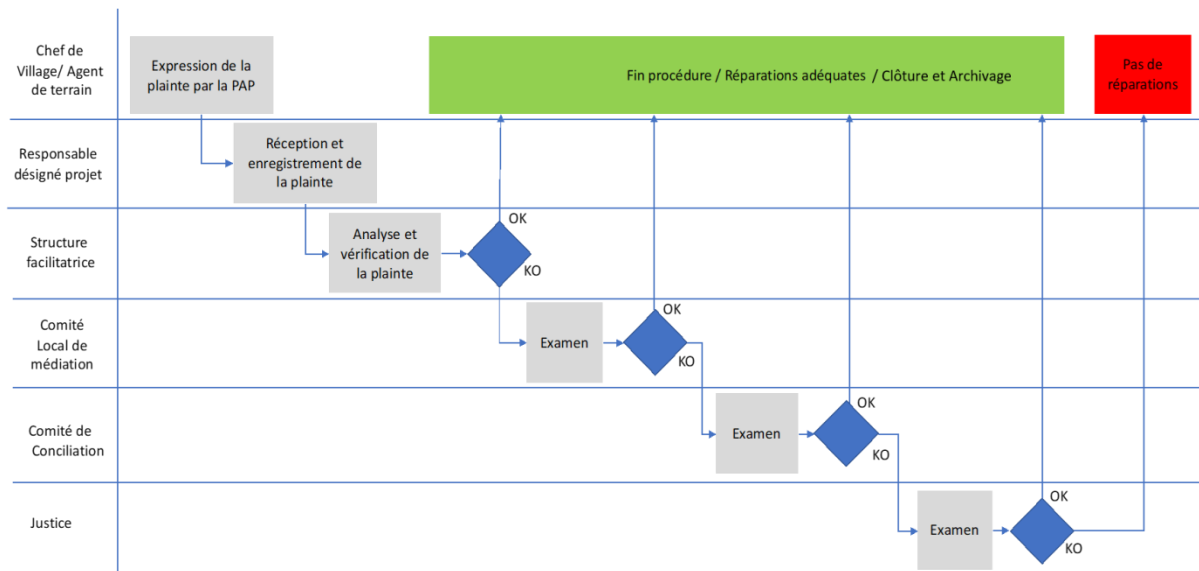 Chef de
Village/ Agent
de terrain
Expression de la
plainte par la PAP
Fin procédure / Réparations adéquates / Clôture et Archivage
Pas de
réparations
Responsable
désigné projet
Réception et
enregistrement de
la plainte
Structure
facilitatrice
Analyse et
vérification de
la plainte
OK
KO
Comité
Local de
médiation
Examen
OK
KO
Comité de
Conciliation
Examen
OK
KO
Justice
Examen
OK
KO